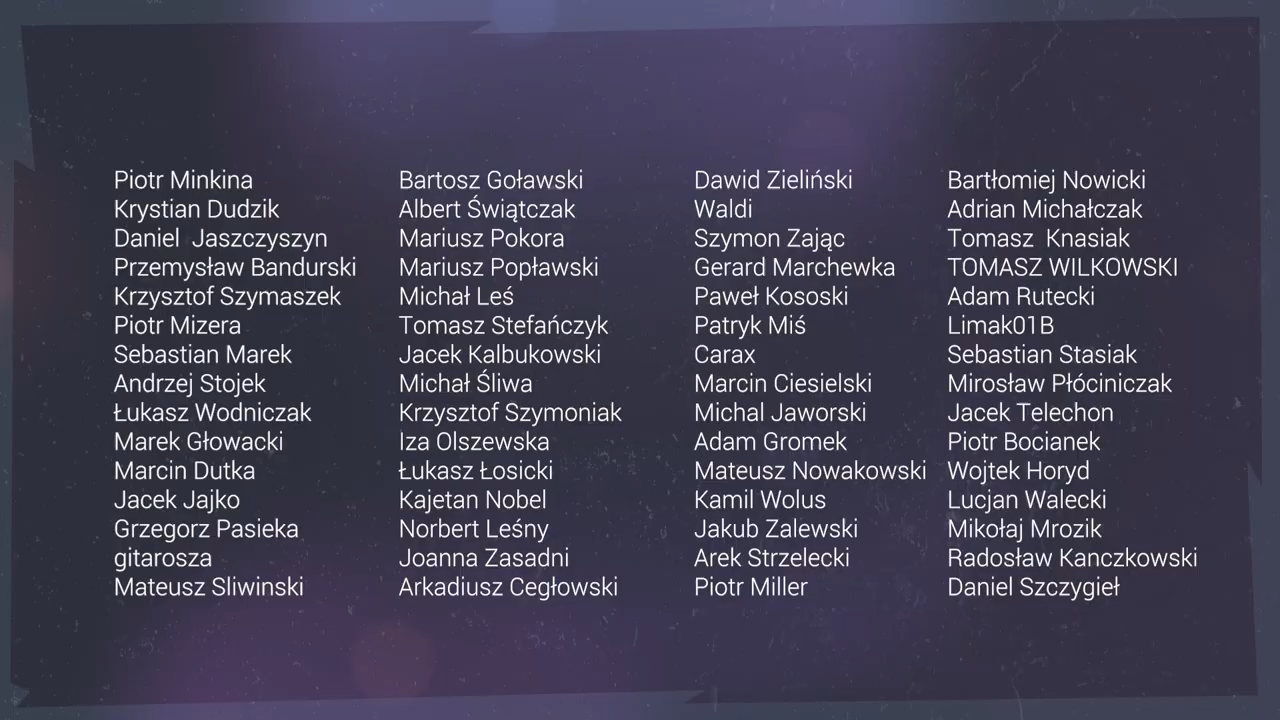 Piotr Minkina
Krystian Dudzik
Daniel  Jaszczyszyn
Przemysław Bandurski
Krzysztof Szymaszek
Piotr Mizera
Sebastian Marek
Andrzej Stojek
Łukasz Wodniczak
Marek Głowacki
Marcin Dutka
Jacek Jajko
Grzegorz Pasieka
gitarosza
Mateusz Sliwinski
Bartosz Goławski
Albert Świątczak
Mariusz Pokora
Mariusz Popławski
Michał Leś
Tomasz Stefańczyk
Jacek Kalbukowski
Michał Śliwa
Krzysztof Szymoniak
Iza Olszewska
Łukasz Łosicki
Kajetan Nobel
Norbert Leśny
Joanna Zasadni
Arkadiusz Cegłowski
Dawid Zieliński
Waldi
Szymon Zając
Gerard Marchewka
Paweł Kososki
Patryk Miś
Carax
Marcin Ciesielski
Michal Jaworski
Adam Gromek
Mateusz Nowakowski
Kamil Wolus
Jakub Zalewski
Arek Strzelecki
Piotr Miller
Bartłomiej Nowicki
Adrian Michałczak
Tomasz  Knasiak
TOMASZ WILKOWSKI
Adam Rutecki
Limak01B
Sebastian Stasiak
Mirosław Płóciniczak
Jacek Telechon
Piotr Bocianek
Wojtek Horyd
Lucjan Walecki
Mikołaj Mrozik
Radosław Kanczkowski
Daniel Szczygieł